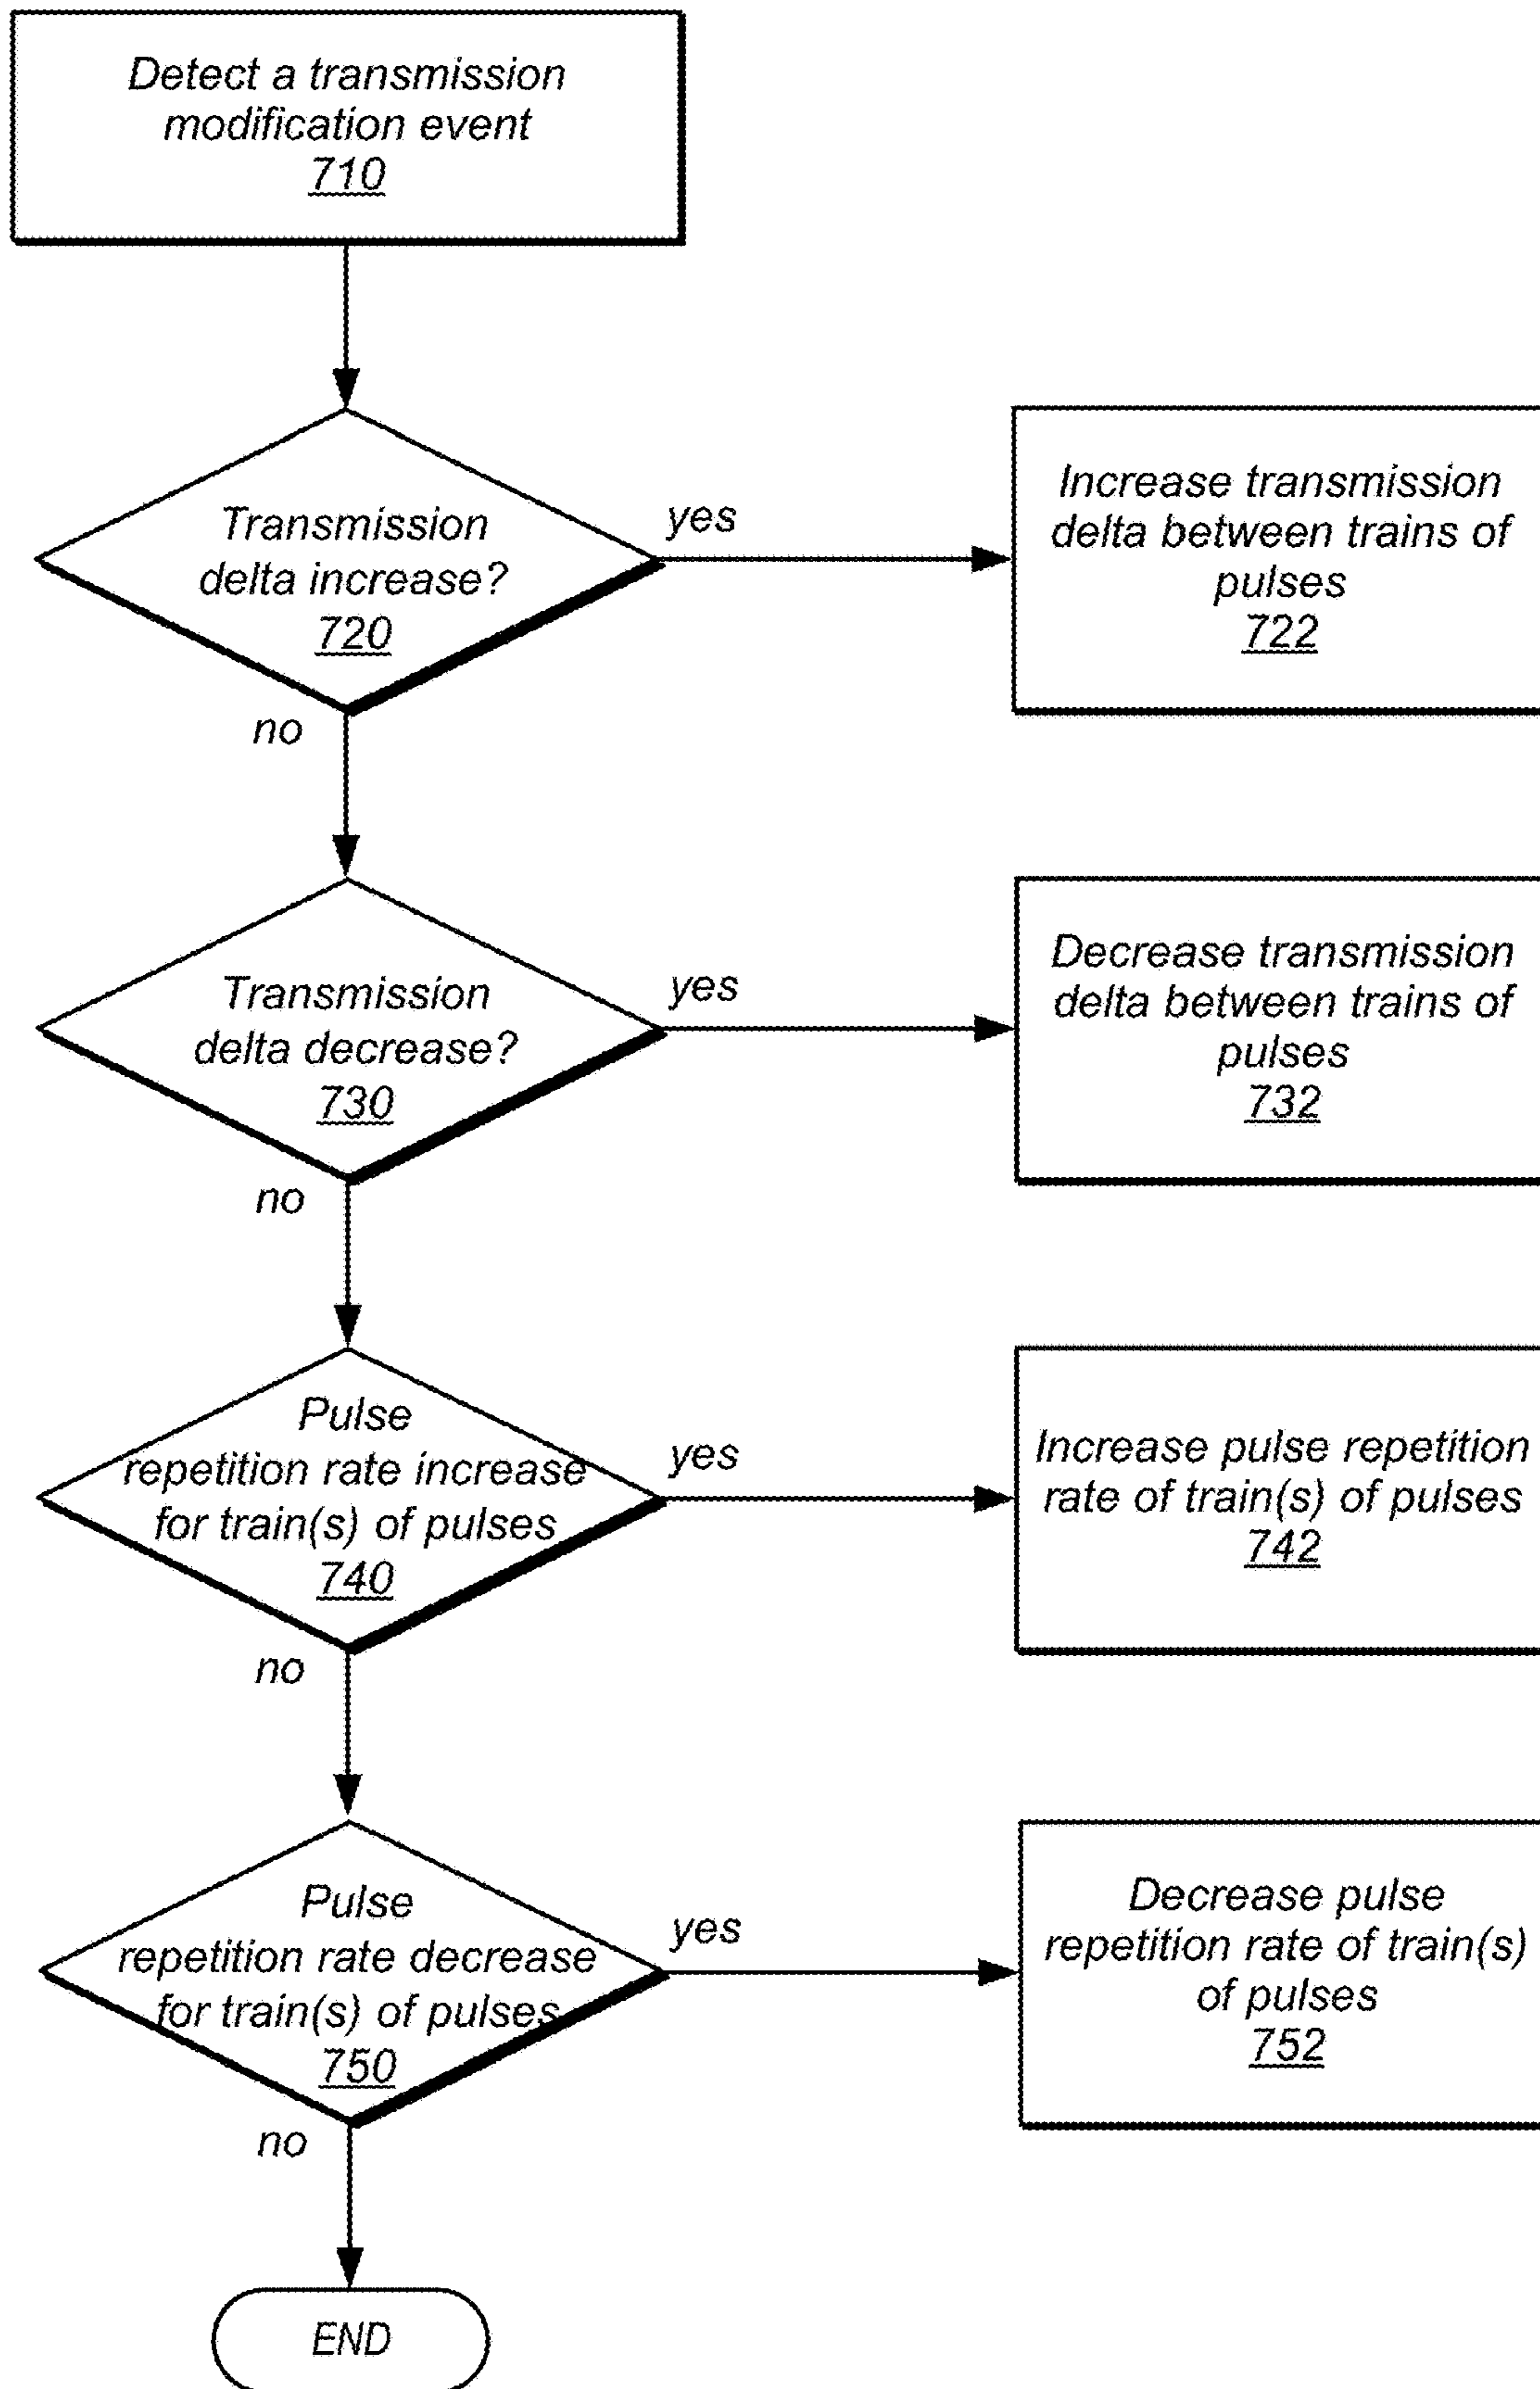 Detect a transmission
modification event
710
Transmission
delta increase?
720
yes
Increase transmission
delta between trains of
pulses
722
no
Transmission
delta decrease?
730
yes
Decrease transmission
delta between trains of
pulses
732
no
Pulse
repetition rate increase
for train(s) of pulses
740
yes
Increase pulse repetition
rate of train(s) of pulses
742
no
Pulse
repetition rate decrease
for train(s) of pulses
750
yes
Decrease pulse
repetition rate of train(s)
of pulses
752
no
END